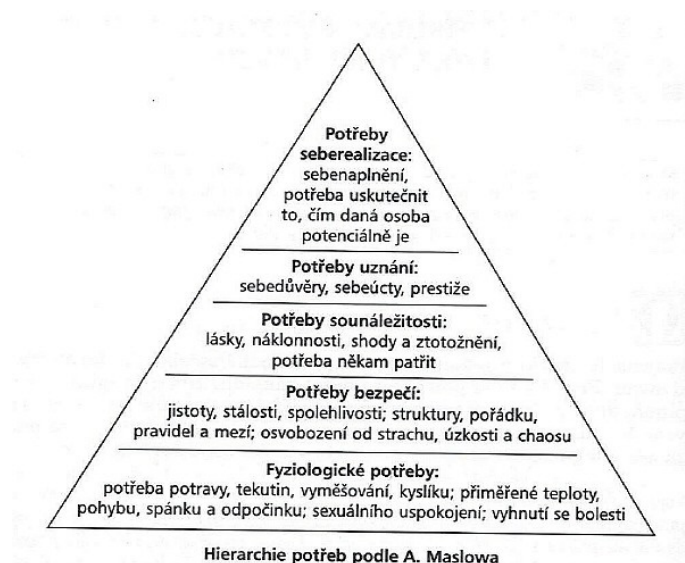 Potřeby
seberealizace:
sebenaplnění,
potřeba uskutečnit
to, čím daná osoba
potenciálně je
Potřeby uznání:
sebedůvěry, sebeúcty, prestiže
Potřeby sounáležitosti:
lásky, náklonnosti, shody a ztotožnění,
potřeba někam patřit
Potřeby bezpečí:
jistoty, stálosti, spolehlivosti; struktury, pořádku,
pravidel a mezí; osvobození od strachu, úzkosti a chaosu
Fyziologické potřeby:
potřeba potravy, tekutin, vyměšování, kyslíku; přiměřené teploty,
pohybu, spánku a odpočinku; sexuálního uspokojení; vyhnutí se bolesti
Hierarchie potřeb podle A. Maslowa